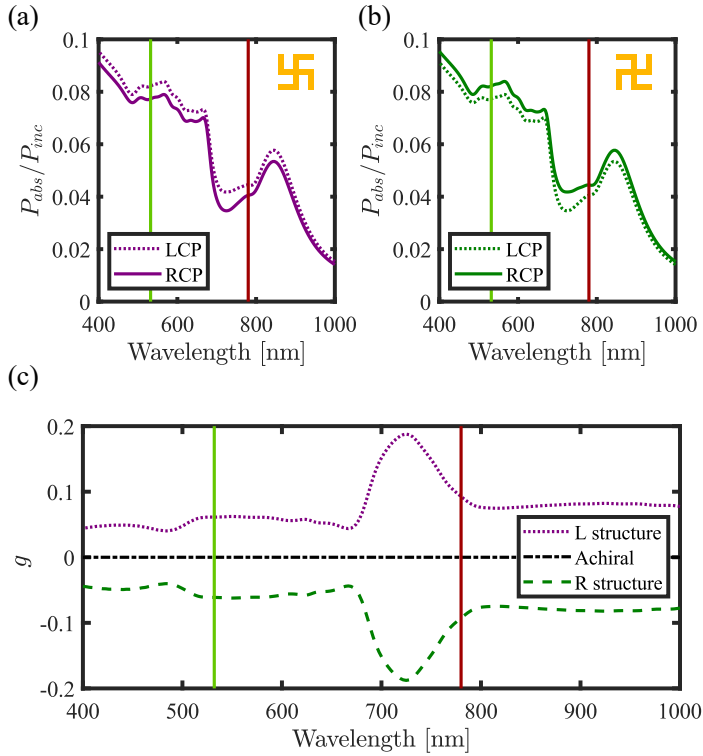 (a)
(b)
0.1
0.08
0.06
0.04
0.02
0
P_abs/P_inc
LCP
RCP
400 600 800 1000
Wavelength [nm]
0.1
0.08
0.06
0.04
0.02
0
P_abs/P_inc
LCP
RCP
400 600 800 1000
Wavelength [nm]
(c)
0.2
0.1
0
-0.1
-0.2
g
L structure
Achiral
R structure
400 500 600 700 800 900 1000
Wavelength [nm]